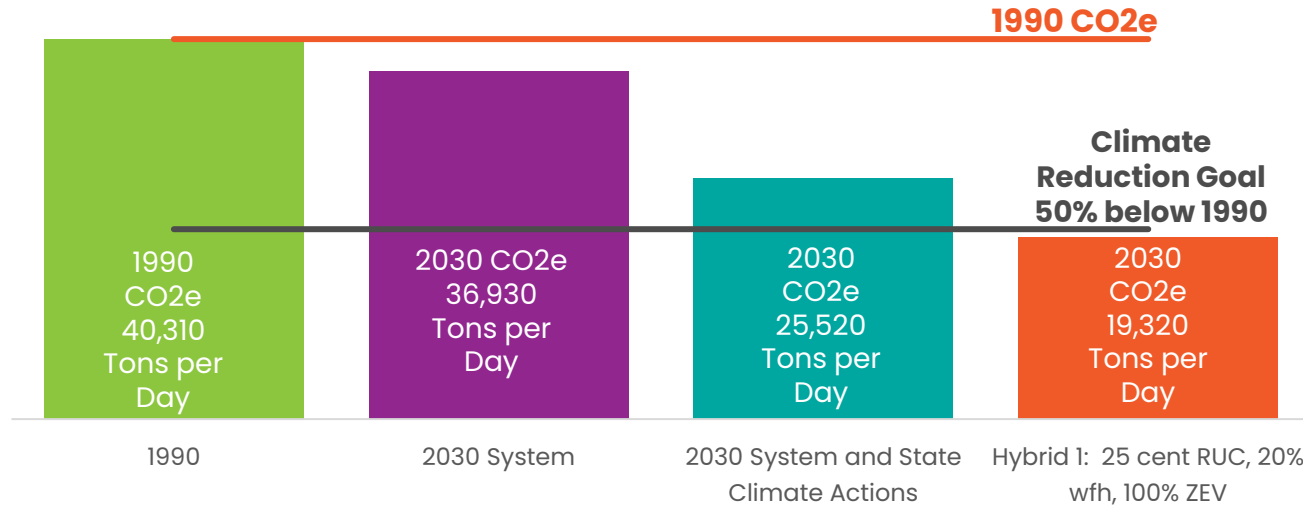 1990 CO2e
Climate
Reduction Goal
50% below 1990
1990
CO2e
40,310
Tons per
Day
2030 CO2e
36,930
Tons per
Day
2030
CO2e
25,520
Tons per
Day
2030
CO2e
19,320
Tons per
Day
1990
2030 System
2030 System and State
Climate Actions
Hybrid 1: 25 cent RUC, 20%
wfh, 100% ZEV